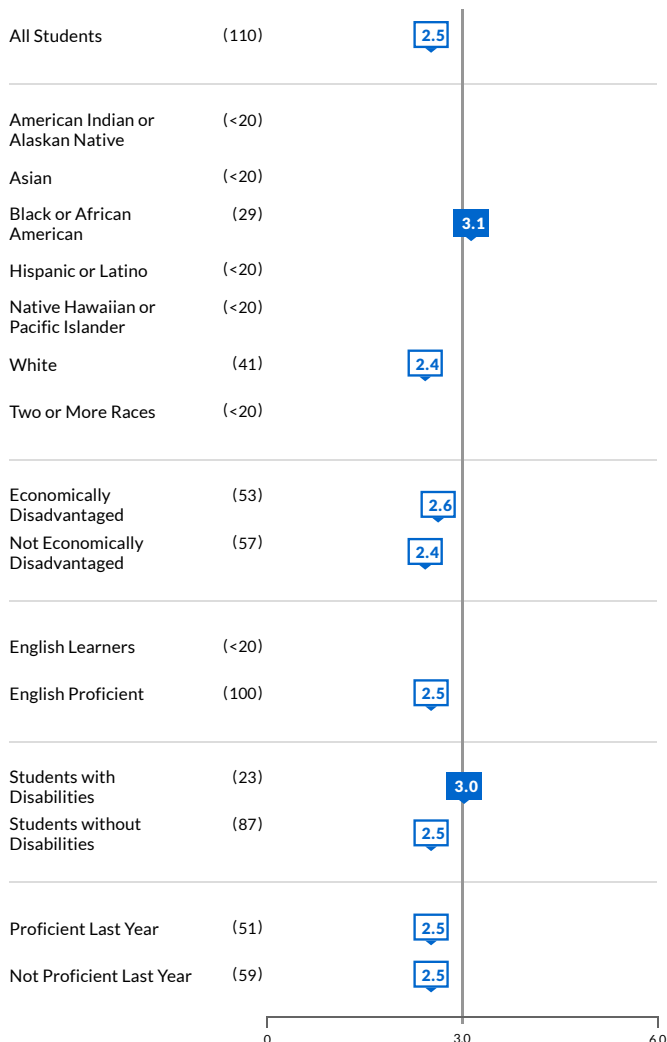 All Students (110) 2.5
American Indian or (<20)
Alaskan Native
Asian (<20)
Black or African (29) 3.1
American
Hispanic or Latino (<20)
Native Hawaiian or (<20)
Pacific Islander
White (41) 2.4
Two or More Races (<20)
Economically (53) 2.6
Disadvantaged
Not Economically (57) 2.4
Disadvantaged
English Learners (<20)
English Proficient (100) 2.5
Students with (23) 3.0
Disabilities
Students without (87) 2.5
Disabilities
Proficient Last Year (51) 2.5
Not Proficient Last Year (59) 2.5
0 3.0 6.0